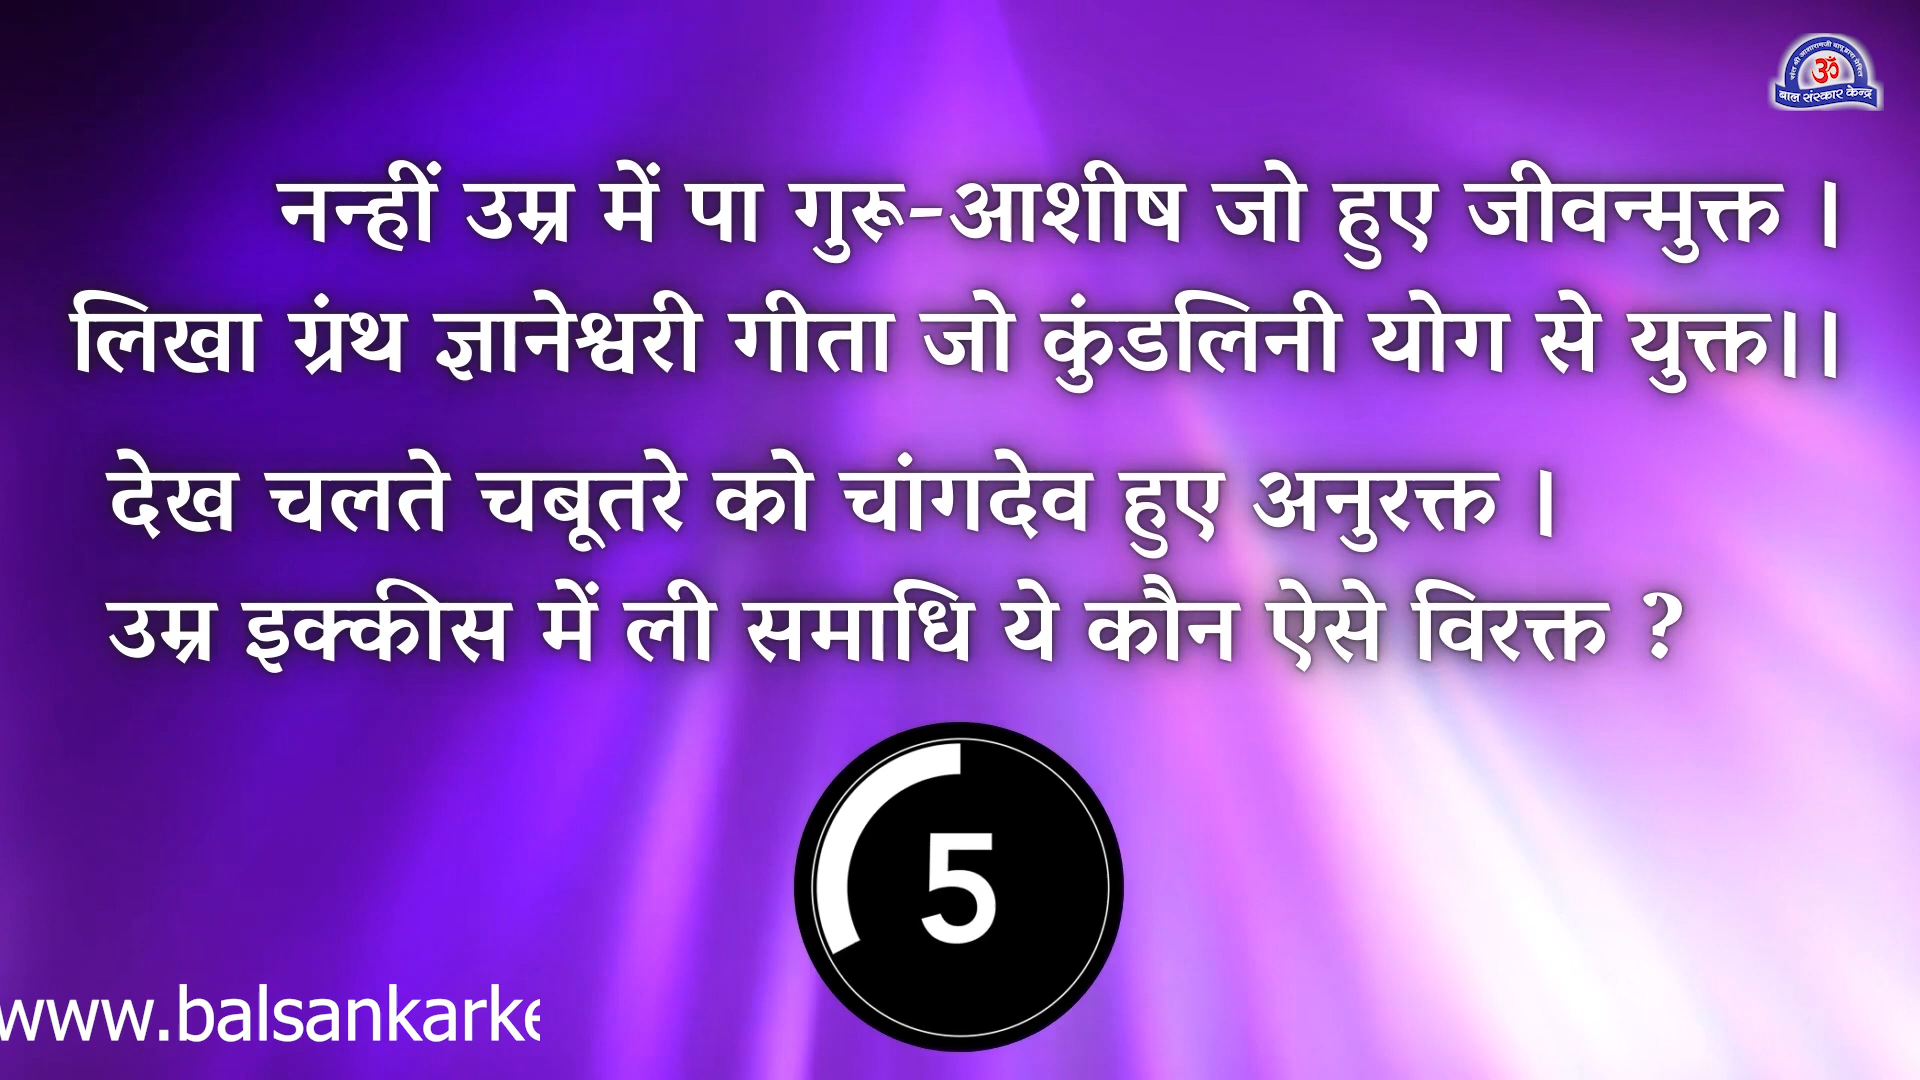 बाल संस्कार केन्द्र
नन्हीं उम्र में पा गुरू-आशीष जो हुए जीवन्मुक्त ।
लिखा ग्रंथ ज्ञानेश्वरी गीता जो कुंडलिनी योग से युक्त।।
देख चलते चबूतरे को चांगदेव हुए अनुरक्त ।
उम्र इक्कीस में ली समाधि ये कौन ऐसे विरक्त ?
5
www.balsankarke